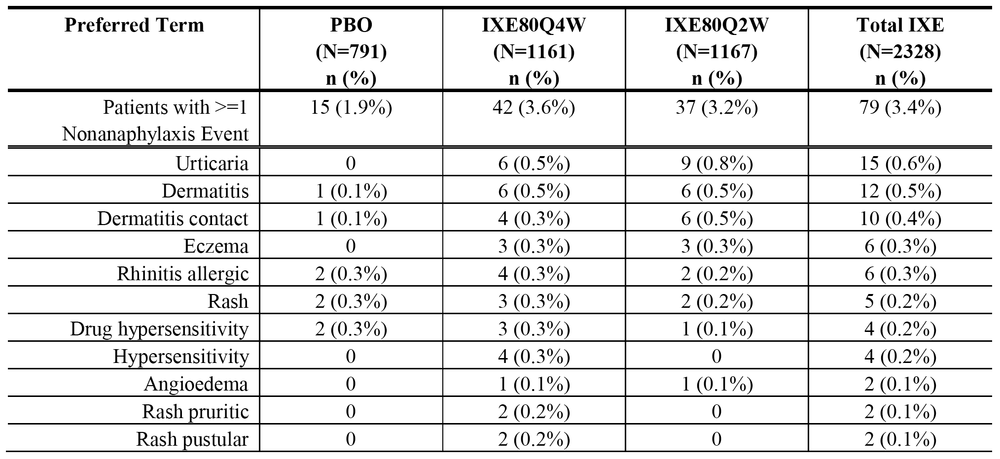 Preferred Term PBO IXE80Q4W IXE80Q2W Total IXE
(N=791) (N=1161) (N=1167) (N=2328)
n (%) n (%) n (%) n (%)
Patients with >=1 15 (1.9%) 42 (3.6%) 37 (3.2%) 79 (3.4%)
Nonanaphylaxis Event
Urticaria 0 6 (0.5%) 9 (0.8%) 15 (0.6%)
Dermatitis 1 (0.1%) 6 (0.5%) 6 (0.5%) 12 (0.5%)
Dermatitis contact 1 (0.1%) 4 (0.3%) 6 (0.5%) 10 (0.4%)
Eczema 0 3 (0.3%) 3 (0.3%) 6 (0.3%)
Rhinitis allergic 2 (0.3%) 4 (0.3%) 2 (0.2%) 6 (0.3%)
Rash 2 (0.3%) 3 (0.3%) 2 (0.2%) 5 (0.2%)
Drug hypersensitivity 2 (0.3%) 3 (0.3%) 1 (0.1%) 4 (0.2%)
Hypersensitivity 0 4 (0.3%) 0 4 (0.2%)
Angioedema 0 1 (0.1%) 1 (0.1%) 2 (0.1%)
Rash pruritic 0 2 (0.2%) 0 2 (0.1%)
Rash pustular 0 2 (0.2%) 0 2 (0.1%)